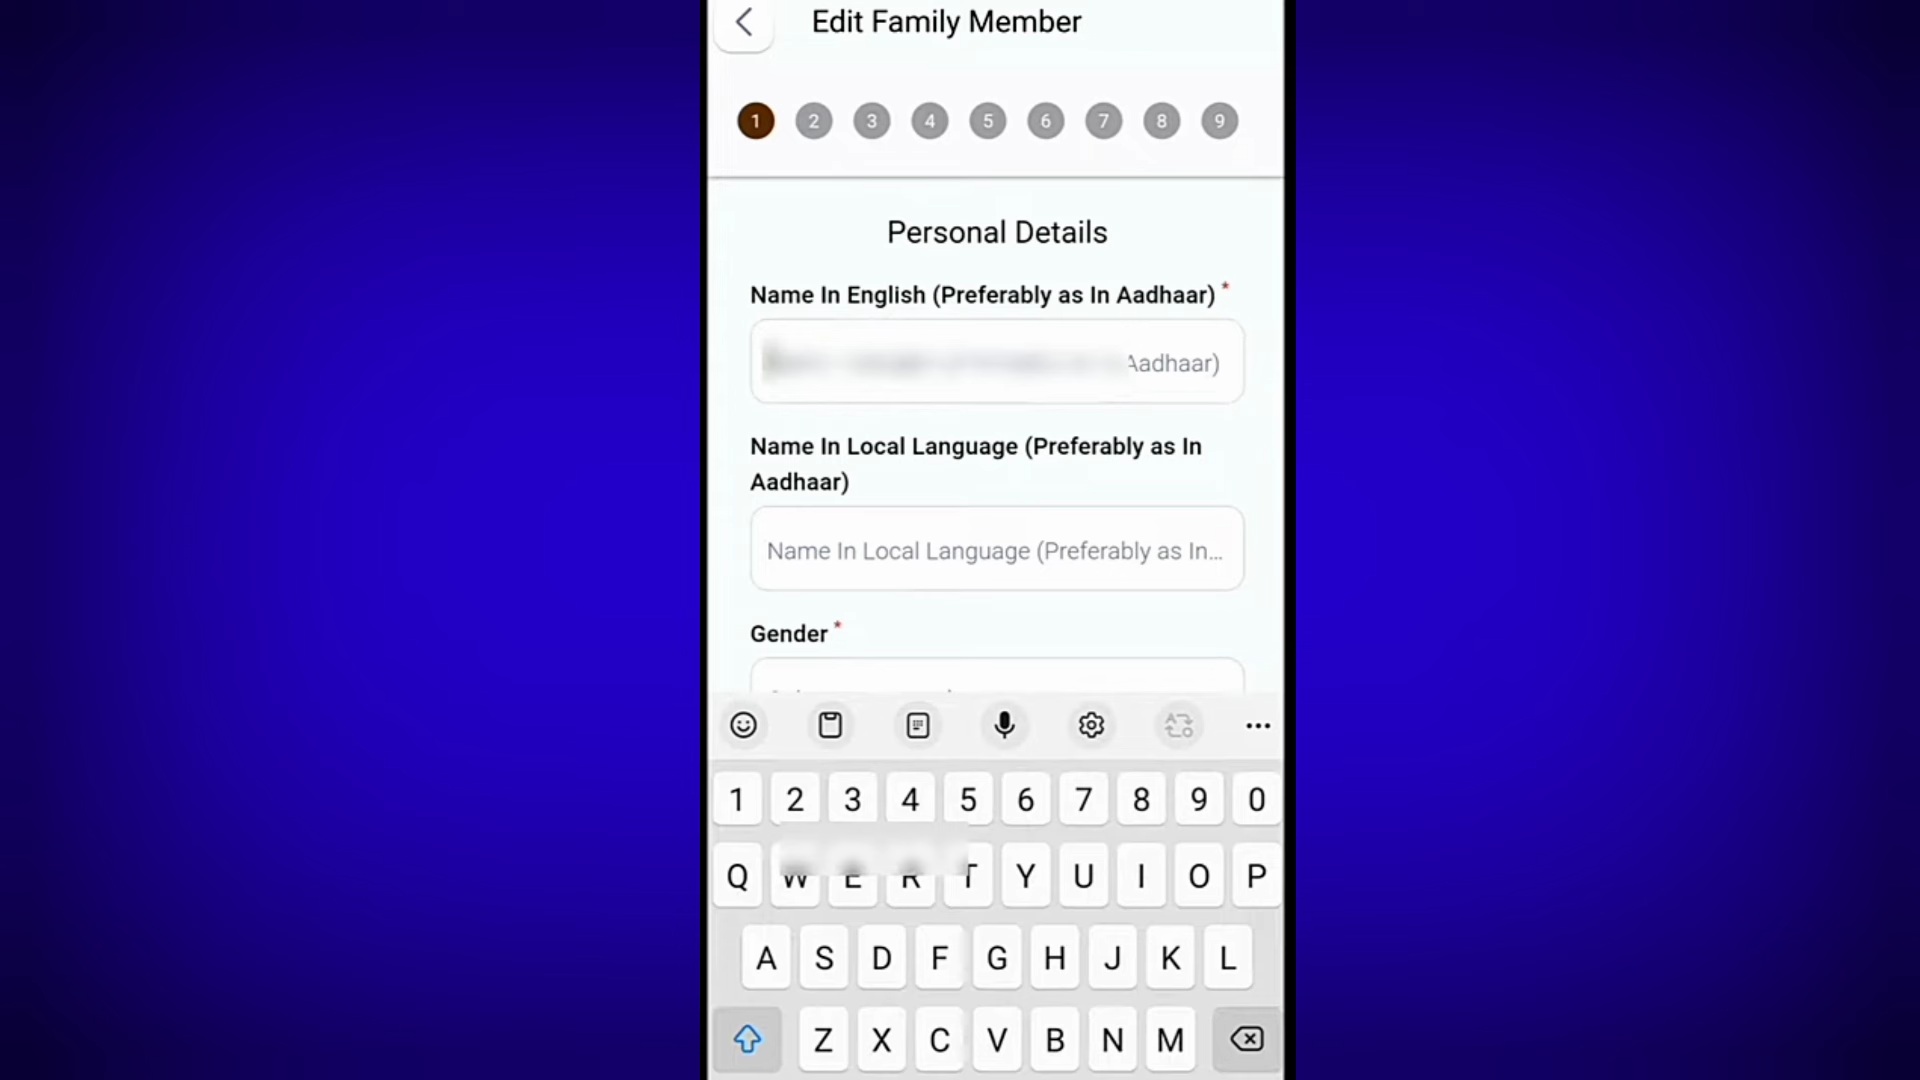 Edit Family Member
1 2 3 4 5 6 7 8 9
Personal Details
Name In English (Preferably as In Aadhaar) *
Aadhaar)
Name In Local Language (Preferably as In
Aadhaar)
Name In Local Language (Preferably as In...
Gender *
1 2 3 4 5 6 7 8 9 0
Q W E R T Y U I O P
A S D F G H J K L
Z X C V B N M